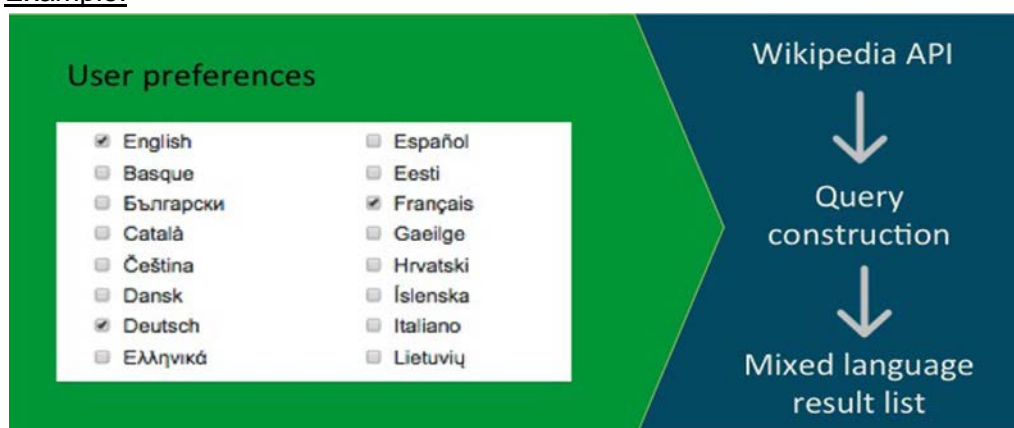 Example:
User preferences
English
Basque
Български
Català
Čeština
Dansk
Deutsch
Ελληνικά
Español
Eesti
Français
Gaeilge
Hrvatski
Íslenska
Italiano
Lietuvių
Wikipedia API
Query
construction
Mixed language
result list